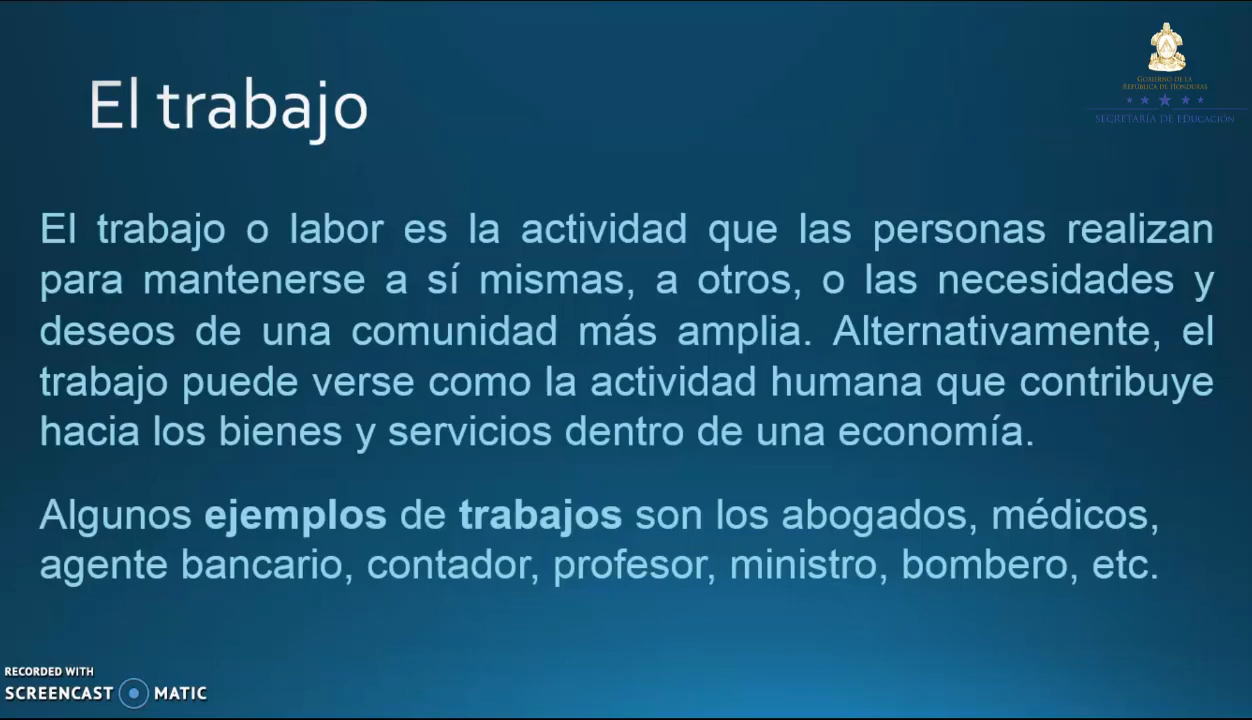 GOBIERNO DE LA
REPÚBLICA DE HONDURAS
SECRETARÍA DE EDUCACIÓN
El trabajo
El trabajo o labor es la actividad que las personas realizan
para mantenerse a sí mismas, a otros, o las necesidades y
deseos de una comunidad más amplia. Alternativamente, el
trabajo puede verse como la actividad humana que contribuye
hacia los bienes y servicios dentro de una economía.
Algunos ejemplos de trabajos son los abogados, médicos,
agente bancario, contador, profesor, ministro, bombero, etc.
RECORDED WITH
SCREENCAST MATIC